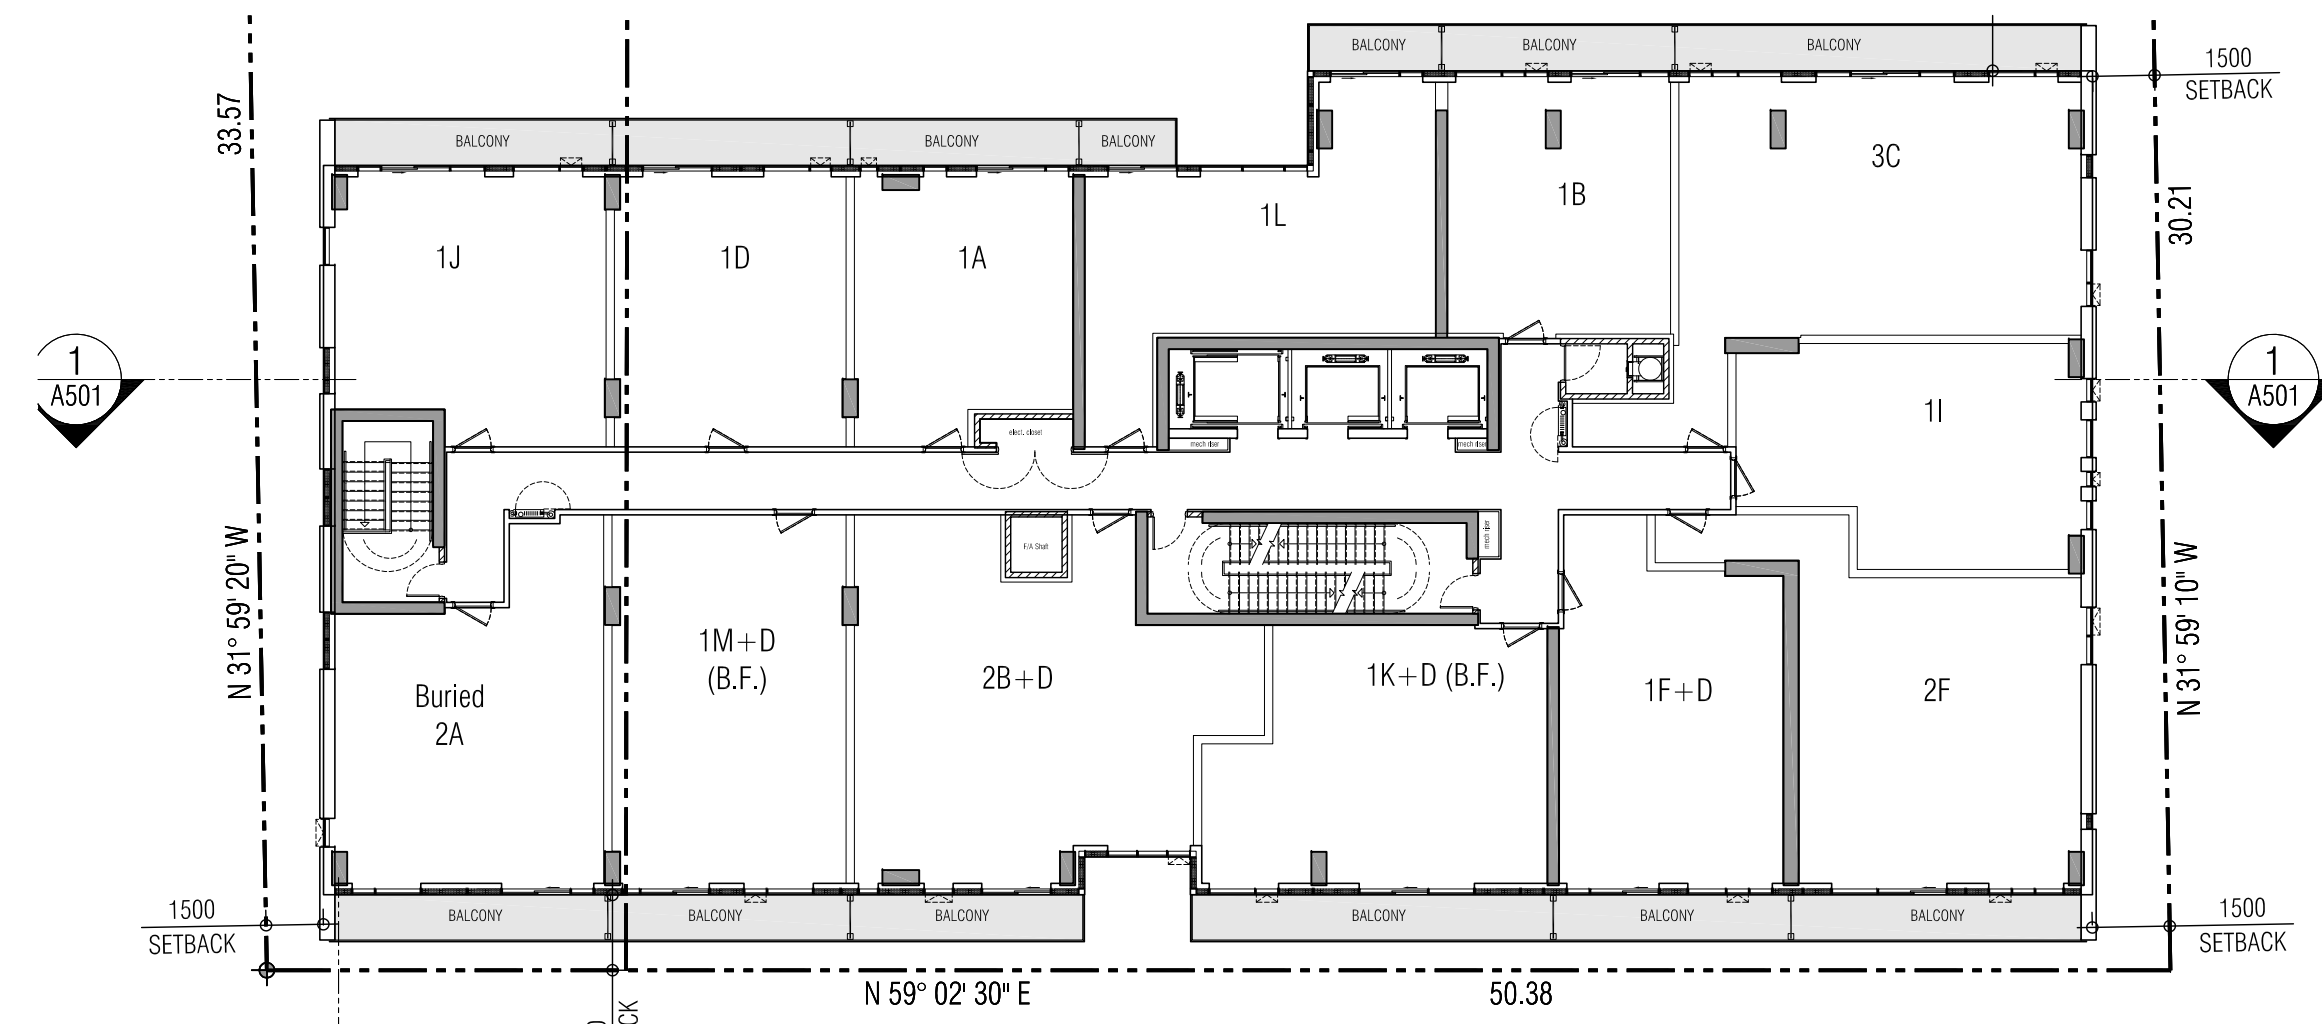 BALCONY
BALCONY
BALCONY
1500
SETBACK
33.57
BALCONY
BALCONY
BALCONY
3C
1B
30.21
1L
1J
1D
1A
1
A501
1
A501
1I
elect. closet
mech riser
mech riser
mech riser
F/A Shaft
N 31° 59' 20" W
N 31° 59' 10" W
1M+D
(B.F.)
2B+D
1K+D (B.F.)
1F+D
2F
Buried
2A
1500
SETBACK
BALCONY
BALCONY
BALCONY
BALCONY
BALCONY
BALCONY
1500
SETBACK
N 59° 02' 30" E
50.38